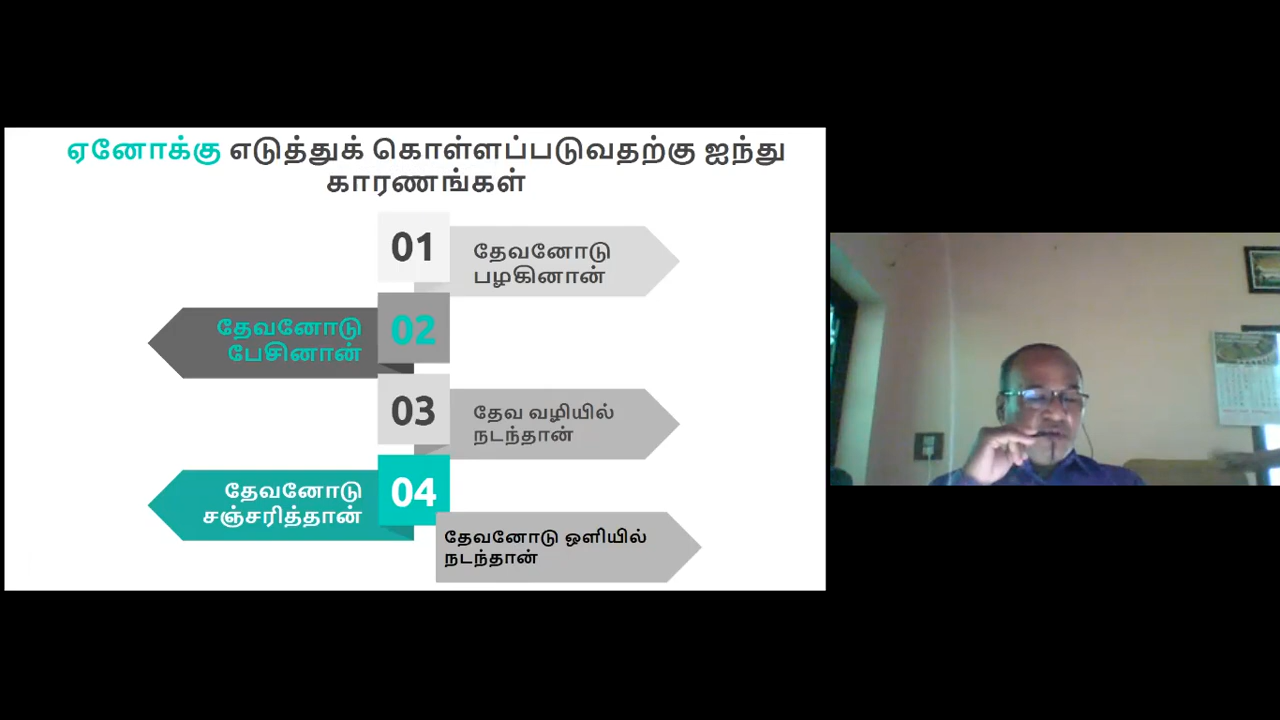 ஏனோக்கு எடுத்துக் கொள்ளப்படுவதற்கு ஐந்து
காரணங்கள்
01
தேவனோடு
பழகினான்
02
தேவனோடு
பேசினான்
03
தேவ வழியில்
நடந்தான்
04
தேவனோடு
சஞ்சரித்தான்
தேவனோடு ஒளியில்
நடந்தான்